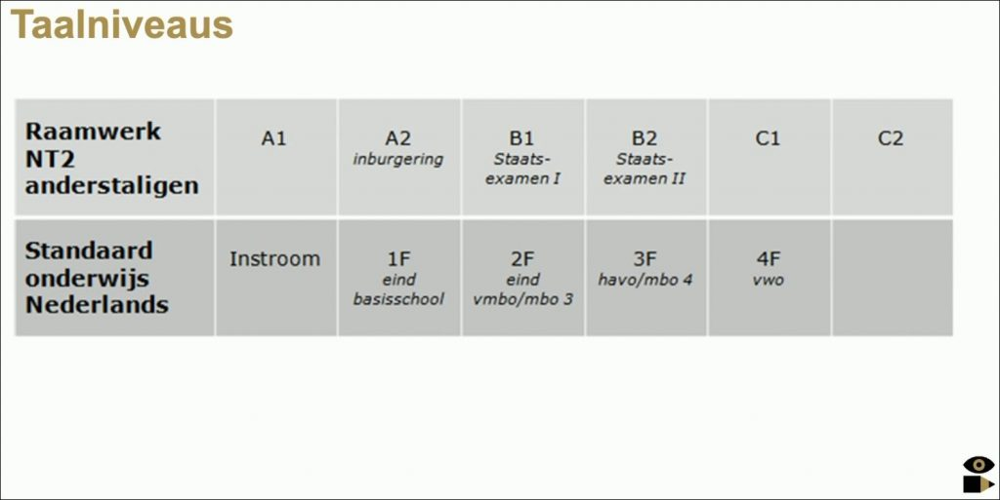 Taalniveaus
Raamwerk
NT2
anderstaligen
A1
A2
inburgering
B1
Staats-
examen I
B2
Staats-
examen II
C1
C2
Standaard
onderwijs
Nederlands
Instroom
1F
eind
basisschool
2F
eind
vmbo/mbo 3
3F
havo/mbo 4
4F
vwo